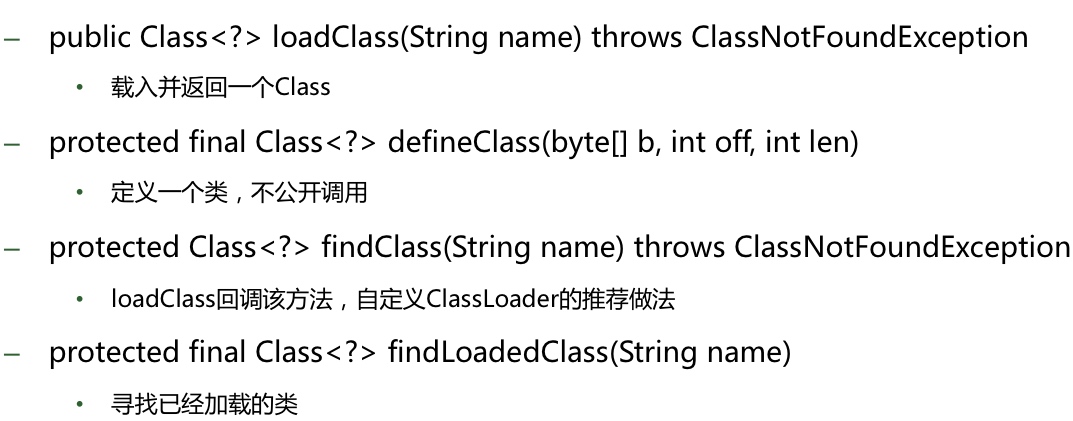 – public Class<?> loadClass(String name) throws ClassNotFoundException
• 载入并返回一个Class
– protected final Class<?> defineClass(byte[] b, int off, int len)
• 定义一个类，不公开调用
– protected Class<?> findClass(String name) throws ClassNotFoundException
• loadClass回调该方法，自定义ClassLoader的推荐做法
– protected final Class<?> findLoadedClass(String name)
• 寻找已经加载的类